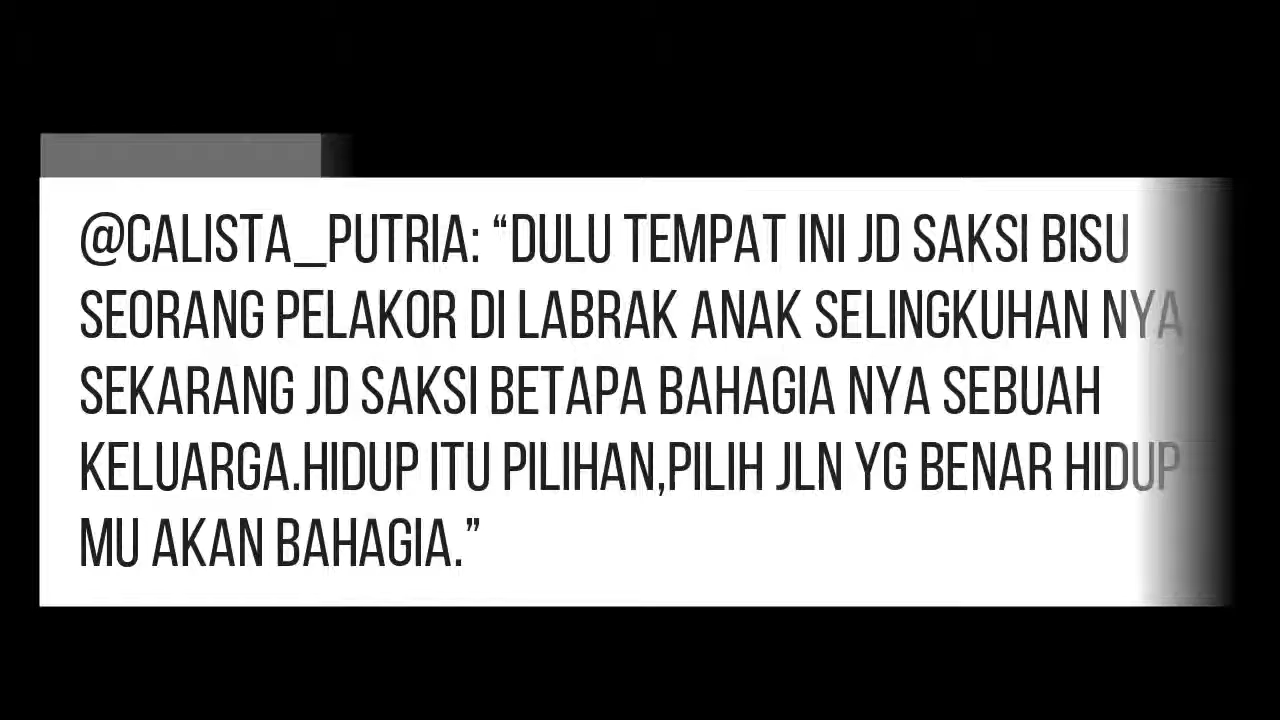 @CALISTA_PUTRIA: “DULU TEMPAT INI JD SAKSI BISU
SEORANG PELAKOR DI LABRAK ANAK SELINGKUHAN NYA
SEKARANG JD SAKSI BETAPA BAHAGIA NYA SEBUAH
KELUARGA.HIDUP ITU PILIHAN,PILIH JLN YG BENAR HIDUP
MU AKAN BAHAGIA.”